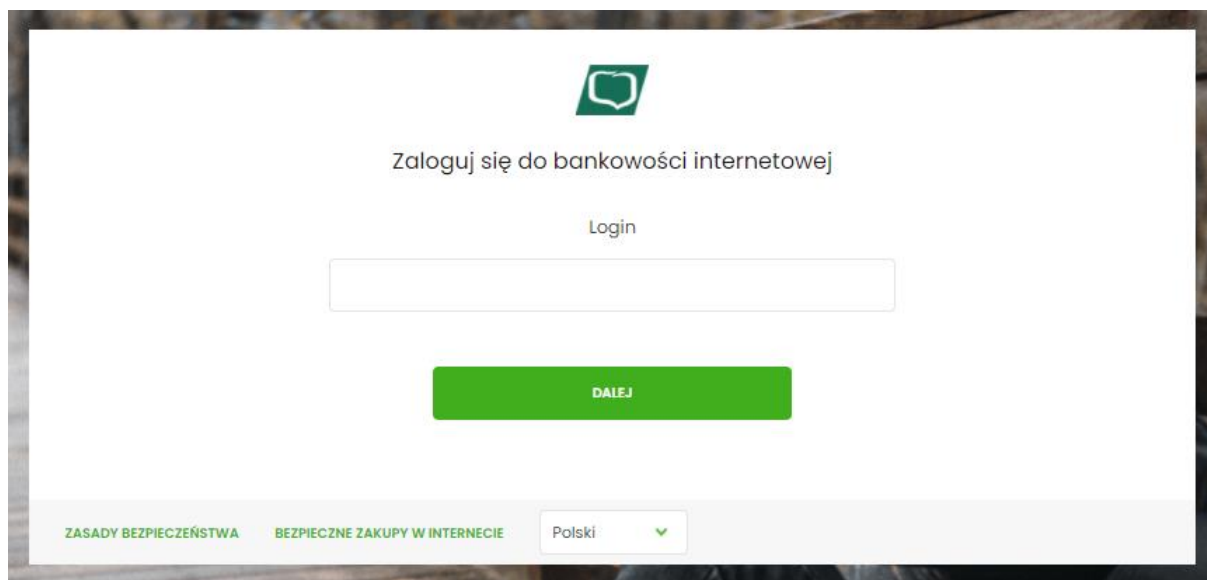 Zaloguj się do bankowości internetowej
Login
DALEJ
ZASADY BEZPIECZEŃSTWA BEZPIECZNE ZAKUPY W INTERNECIE Polski